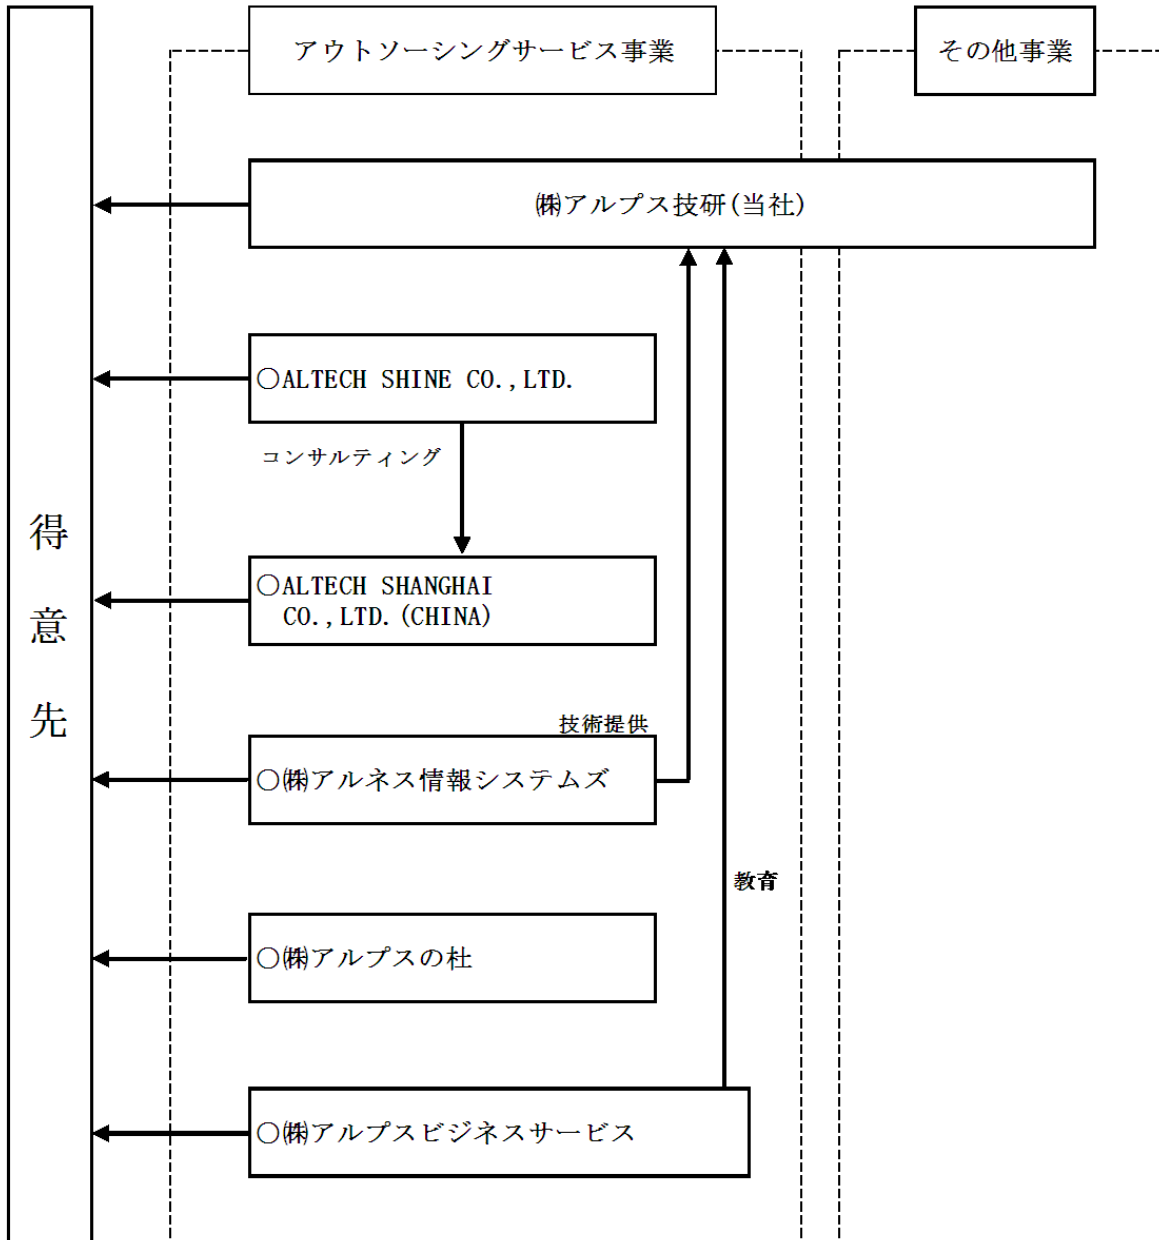 アウトソーシングサービス事業
その他事業
㈱アルプス技研(当社)
○ALTECH SHINE CO.,LTD.
コンサルティング
○ALTECH SHANGHAI
CO.,LTD.(CHINA)
得意先
技術提供
○㈱アルネス情報システムズ
教育
○㈱アルプスの杜
○㈱アルプスビジネスサービス